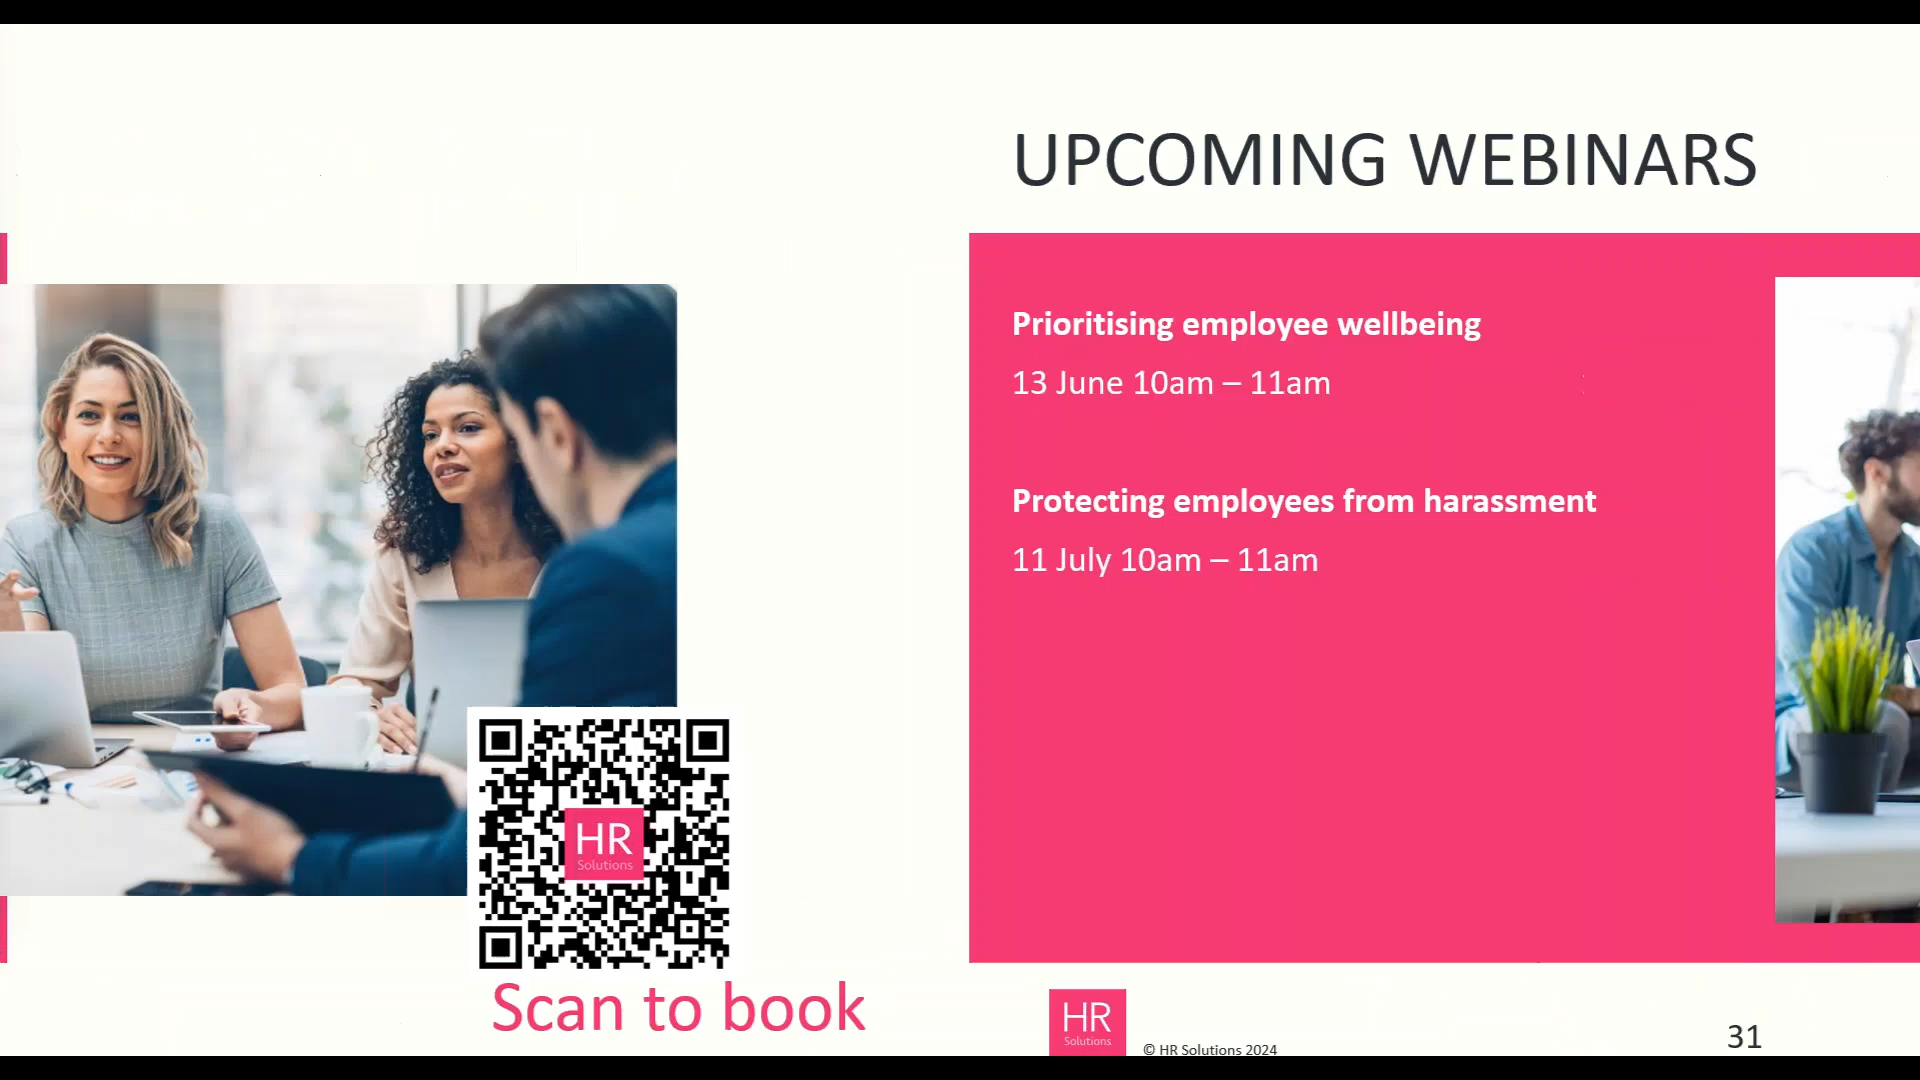 UPCOMING WEBINARS
Prioritising employee wellbeing
13 June 10am – 11am
Protecting employees from harassment
11 July 10am – 11am
HR
Solutions
Scan to book
HR
Solutions
© HR Solutions 2024
31